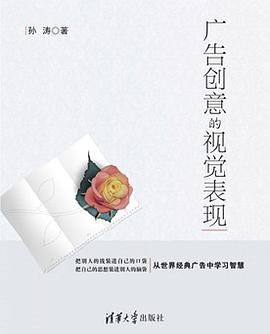 孙 涛◎著
广告创意的视觉表现
把别人的钱装进自己的口袋
把自己的思想装进别人的脑袋
从世界经典广告中学习智慧
清华大学出版社